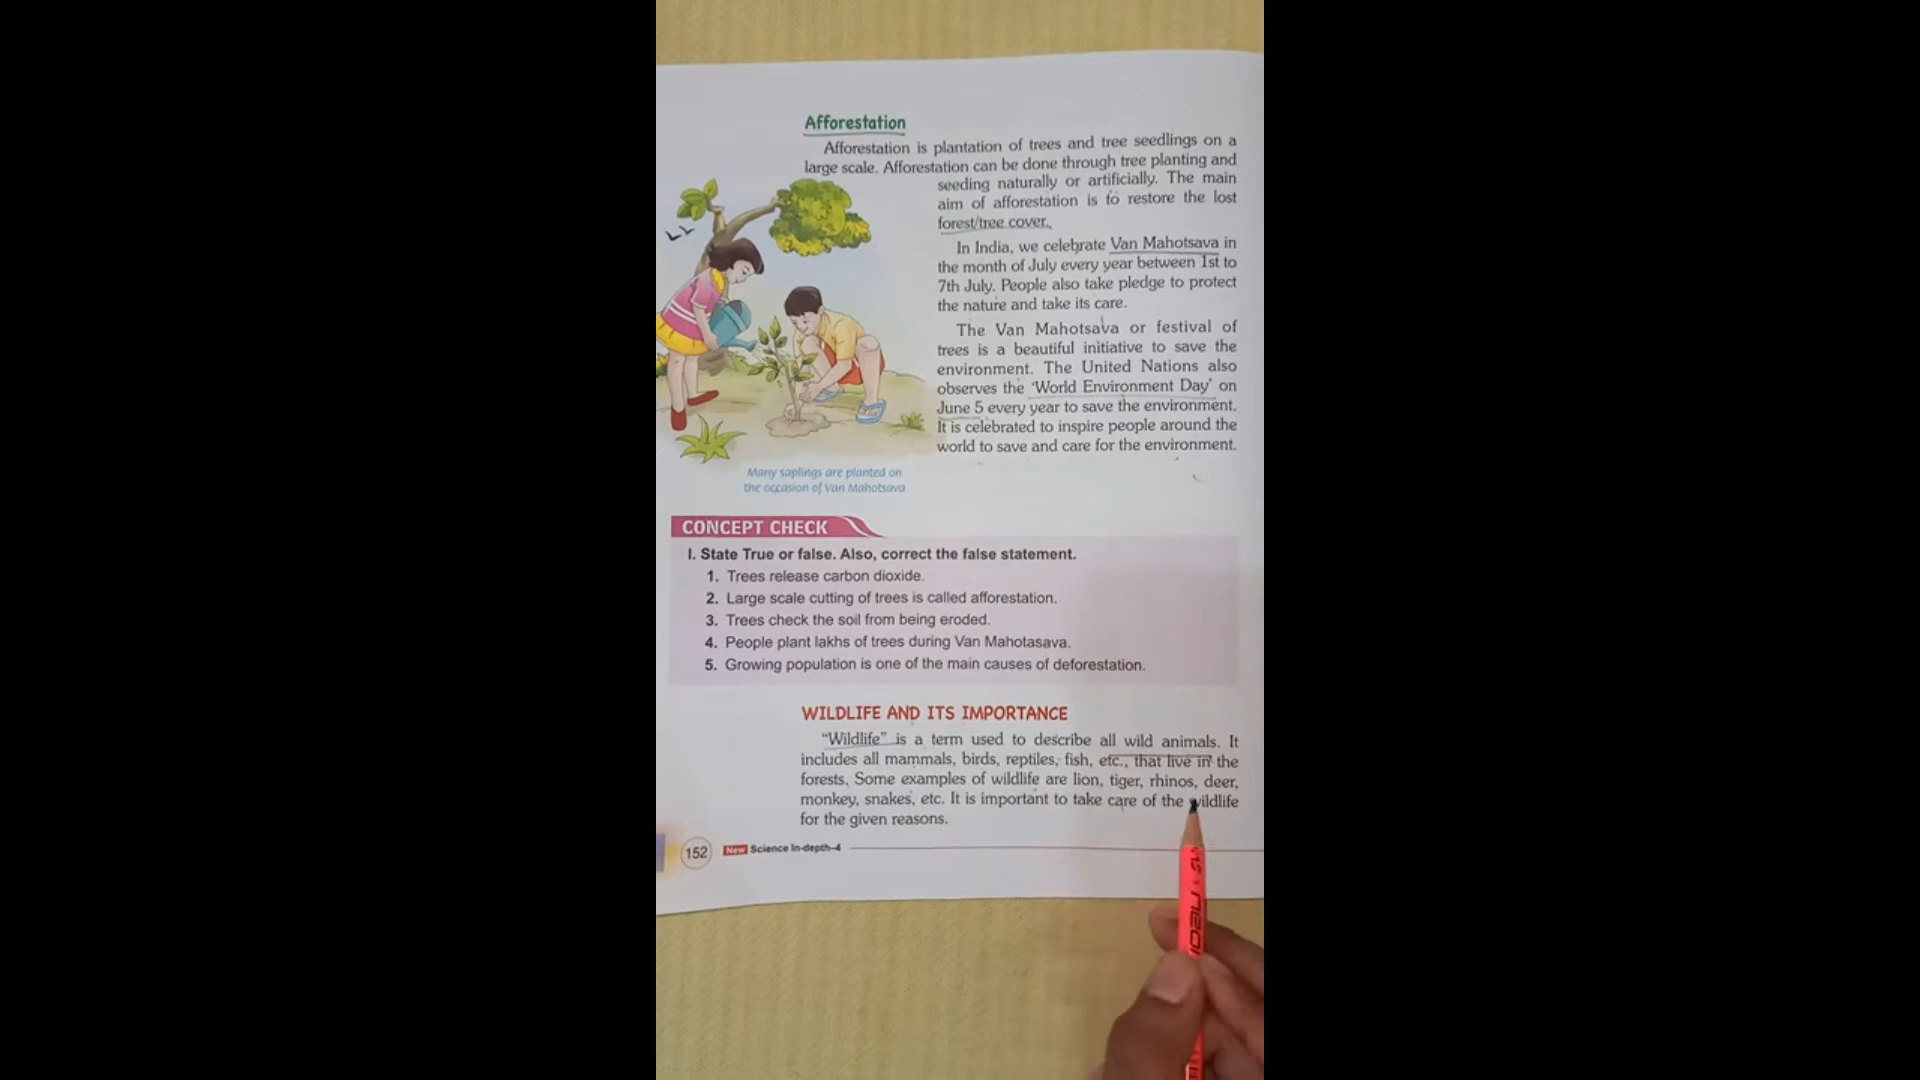 Afforestation
Afforestation is plantation of trees and tree seedlings on a
large scale. Afforestation can be done through tree planting and
seeding naturally or artificially. The main
aim of afforestation is to restore the lost
forest/tree cover.
In India, we celebrate Van Mahotsava in
the month of July every year between 1st to
7th July. People also take pledge to protect
the nature and take its care.
The Van Mahotsava or festival of
trees is a beautiful initiative to save the
environment. The United Nations also
observes the ‘World Environment Day’ on
June 5 every year to save the environment.
It is celebrated to inspire people around the
world to save and care for the environment.
Many saplings are planted on
the occasion of Van Mahotsava
CONCEPT CHECK
I. State True or false. Also, correct the false statement.
1. Trees release carbon dioxide.
2. Large scale cutting of trees is called afforestation.
3. Trees check the soil from being eroded.
4. People plant lakhs of trees during Van Mahotasava.
5. Growing population is one of the main causes of deforestation.
WILDLIFE AND ITS IMPORTANCE
“Wildlife” is a term used to describe all wild animals. It
includes all mammals, birds, reptiles, fish, etc., that live in the
forests. Some examples of wildlife are lion, tiger, rhinos, deer,
monkey, snakes, etc. It is important to take care of the wildlife
for the given reasons.
152 New Science In-depth–4